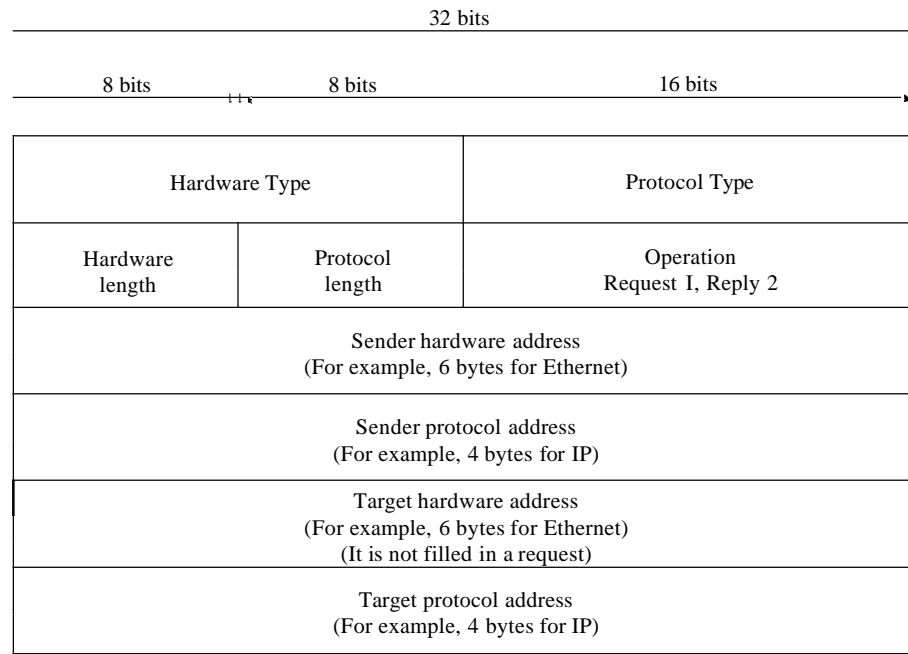 32 bits
8 bits 8 bits 16 bits
Hardware Type Protocol Type
Hardware length Protocol length Operation
Request I, Reply 2
Sender hardware address
(For example, 6 bytes for Ethernet)
Sender protocol address
(For example, 4 bytes for IP)
Target hardware address
(For example, 6 bytes for Ethernet)
(It is not filled in a request)
Target protocol address
(For example, 4 bytes for IP)